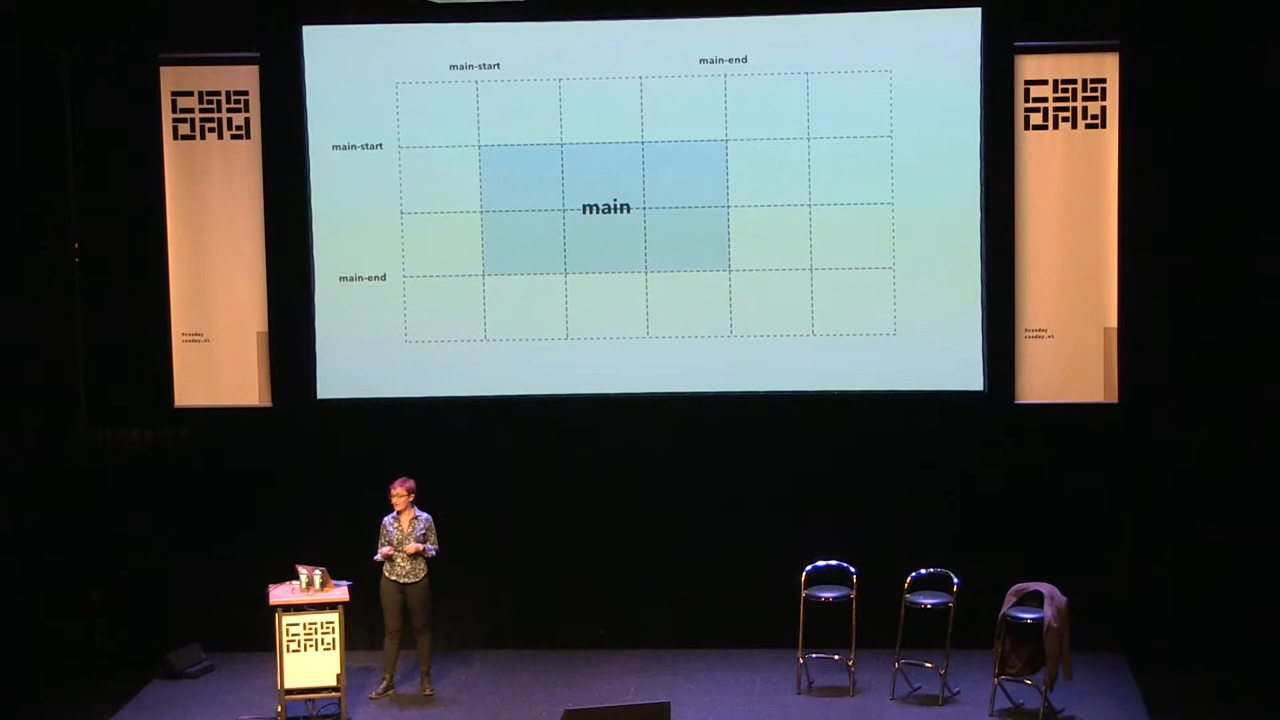 main-start
main-end
main-start
main
main-end
CSS
DAY
#cssday
cssday.nl
CSS
DAY
#cssday
cssday.nl
CSS
DAY